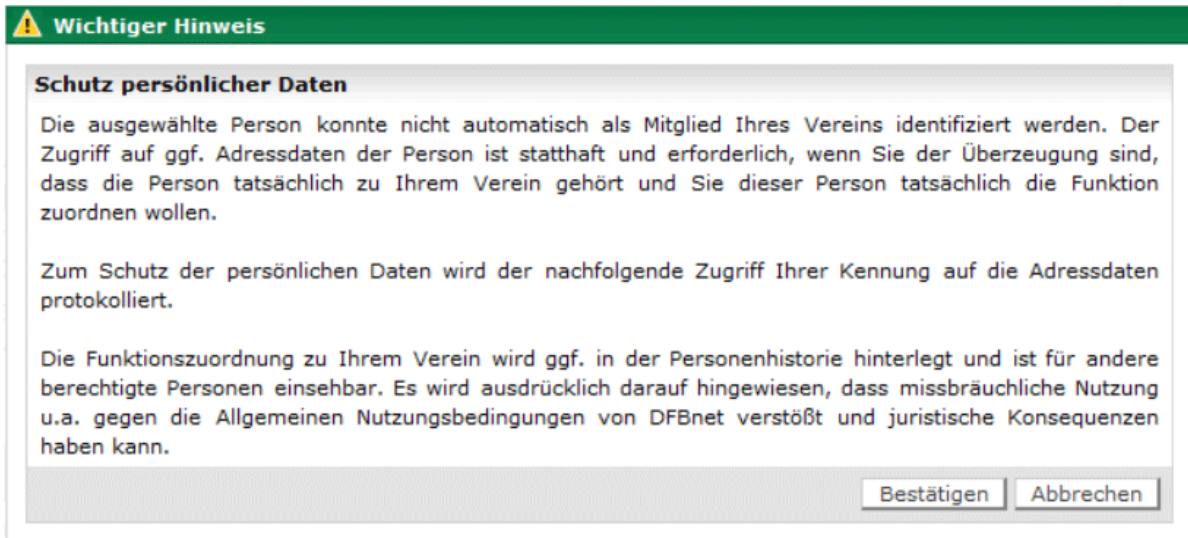 Wichtiger Hinweis
Schutz persönlicher Daten
Die ausgewählte Person konnte nicht automatisch als Mitglied Ihres Vereins identifiziert werden. Der
Zugriff auf ggf. Adressdaten der Person ist statthaft und erforderlich, wenn Sie der Überzeugung sind,
dass die Person tatsächlich zu Ihrem Verein gehört und Sie dieser Person tatsächlich die Funktion
zuordnen wollen.
Zum Schutz der persönlichen Daten wird der nachfolgende Zugriff Ihrer Kennung auf die Adressdaten
protokolliert.
Die Funktionszuordnung zu Ihrem Verein wird ggf. in der Personenhistorie hinterlegt und ist für andere
berechtigte Personen einsehbar. Es wird ausdrücklich darauf hingewiesen, dass missbräuchliche Nutzung
u.a. gegen die Allgemeinen Nutzungsbedingungen von DFBnet verstößt und juristische Konsequenzen
haben kann.
Bestätigen Abbrechen